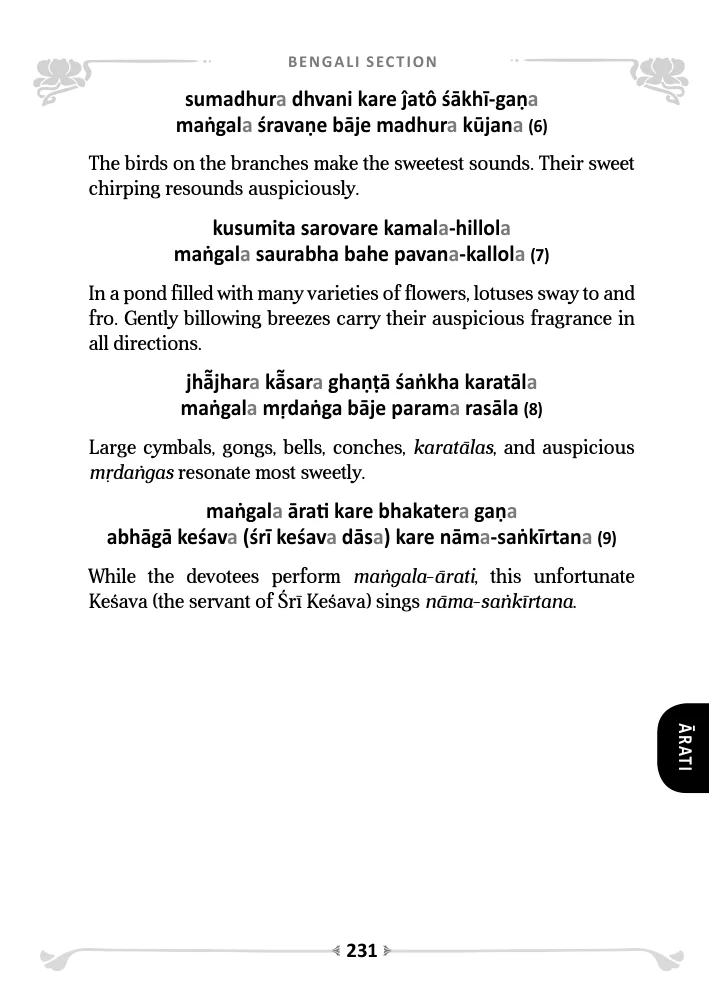 BENGALI SECTION
sumadhura dhvani kare ĵatô śākhī-gaṇa
maṅgala śravaṇe bāje madhura kūjana (6)
The birds on the branches make the sweetest sounds. Their sweet
chirping resounds auspiciously.
kusumita sarovare kamala-hillola
maṅgala saurabha bahe pavana-kallola (7)
In a pond filled with many varieties of flowers, lotuses sway to and
fro. Gently billowing breezes carry their auspicious fragrance in
all directions.
jhā̃jhara kā̃sara ghaṇṭā śaṅkha karatāla
maṅgala mṛdaṅga bāje parama rasāla (8)
Large cymbals, gongs, bells, conches, karatālas, and auspicious
mṛdaṅgas resonate most sweetly.
maṅgala ārati kare bhakatera gaṇa
abhāgā keśava (śrī keśava dāsa) kare nāma-saṅkīrtana (9)
While the devotees perform maṅgala-ārati, this unfortunate
Keśava (the servant of Śrī Keśava) sings nāma-saṅkīrtana.
ĀRATI
231